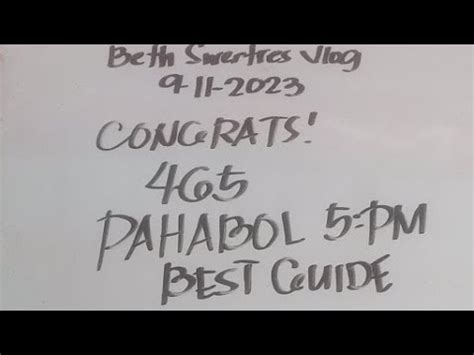 Beth Swertres Vlog
9-11-2023
CONGRATS!
465
PAHABOL 5:PM
BEST GUIDE